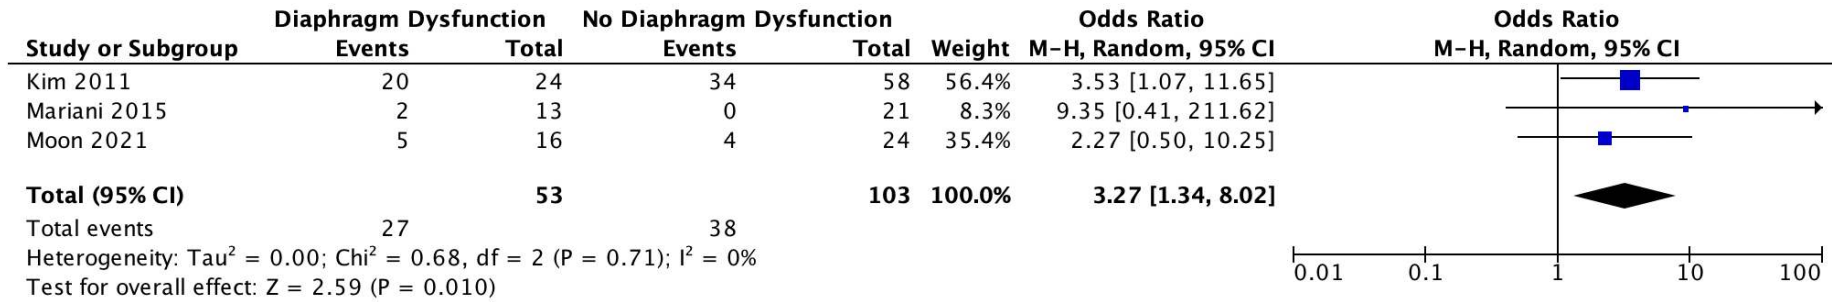 Diaphragm Dysfunction No Diaphragm Dysfunction Odds Ratio Odds Ratio
Study or Subgroup Events Total Events Total Weight M-H, Random, 95% CI M-H, Random, 95% CI
Kim 2011 20 24 34 58 56.4% 3.53 [1.07, 11.65]
Mariani 2015 2 13 0 21 8.3% 9.35 [0.41, 211.62]
Moon 2021 5 16 4 24 35.4% 2.27 [0.50, 10.25]
Total (95% CI) 53 103 100.0% 3.27 [1.34, 8.02]
Total events 27 38
Heterogeneity: Tau² = 0.00; Chi² = 0.68, df = 2 (P = 0.71); I² = 0%
Test for overall effect: Z = 2.59 (P = 0.010)
0.01 0.1 1 10 100